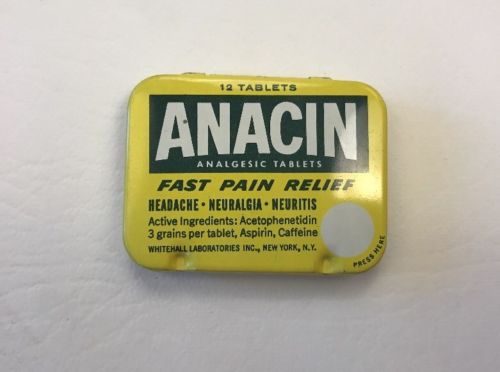 12 TABLETS
ANACIN
ANALGESIC TABLETS
FAST PAIN RELIEF
HEADACHE • NEURALGIA • NEURITIS
Active Ingredients: Acetophenetidin
3 grains per tablet, Aspirin, Caffeine
WHITEHALL LABORATORIES INC., NEW YORK, N.Y.
PRESS HERE